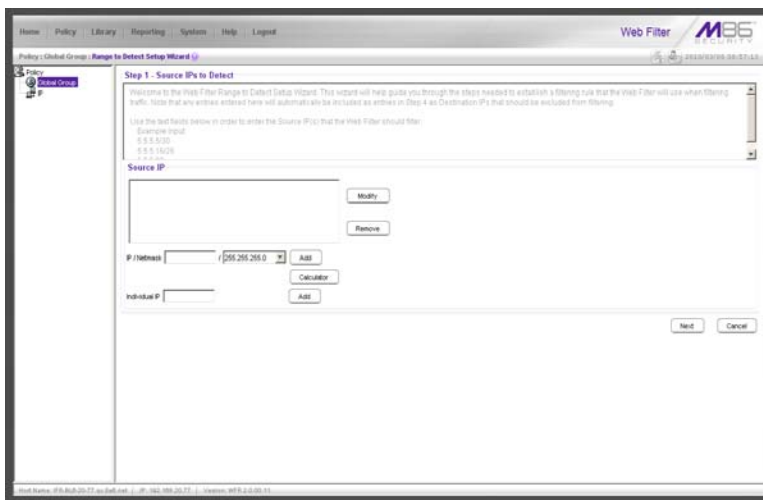 Home Policy Library Reporting System Help Logout
Web Filter
M86 SECURITY
Policy : Global Group : Range to Detect Setup Wizard
Policy
Global Group
IP
Step 1 - Source IPs to Detect
Welcome to the Web Filter Range to Detect Setup Wizard. This wizard will help guide you through the steps needed to establish a filtering rule that the Web Filter will use when filtering
traffic. Note that any entries entered here will automatically be included as entries in Step 4 as Destination IPs that should be excluded from filtering.
Use the text fields below in order to enter the Source IP(s) that the Web Filter should filter:
Example Input:
Source IP
Modify
Remove
IP / Netmask / 255.255.255.0 Add
Calculator
Individual IP Add
Next Cancel